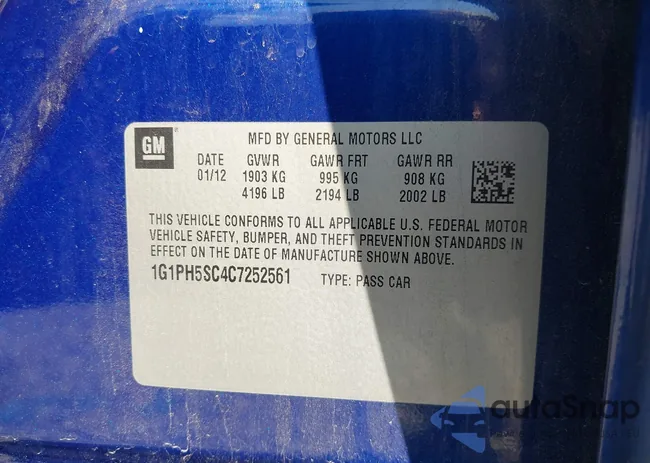 GM
MFD BY GENERAL MOTORS LLC
DATE GVWR GAWR FRT GAWR RR
01/12 1903 KG 995 KG 908 KG
4196 LB 2194 LB 2002 LB
THIS VEHICLE CONFORMS TO ALL APPLICABLE U.S. FEDERAL MOTOR
VEHICLE SAFETY, BUMPER, AND THEFT PREVENTION STANDARDS IN
EFFECT ON THE DATE OF MANUFACTURE SHOWN ABOVE.
1G1PH5SC4C7252561 TYPE: PASS CAR
autoSnap